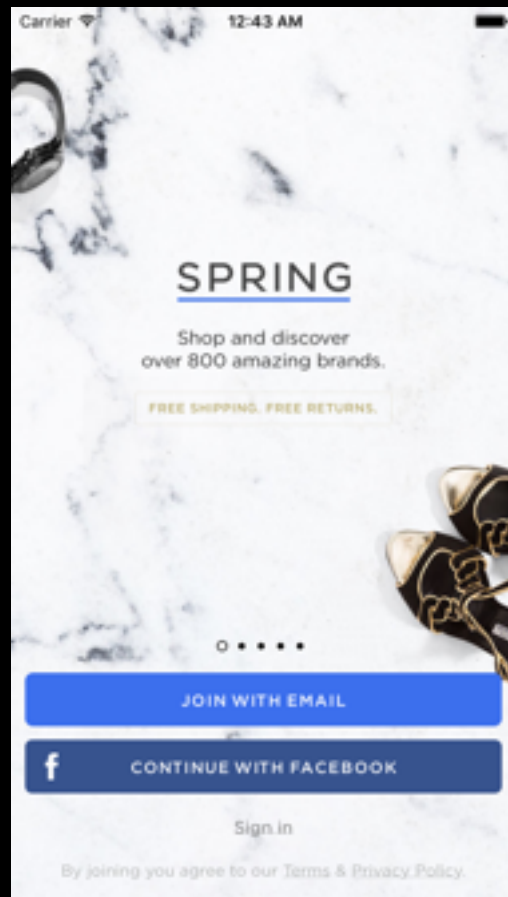 Carrier
12:43 AM
SPRING
Shop and discover
over 800 amazing brands.
FREE SHIPPING. FREE RETURNS.
JOIN WITH EMAIL
f CONTINUE WITH FACEBOOK
Sign in
By joining you agree to our Terms & Privacy Policy.